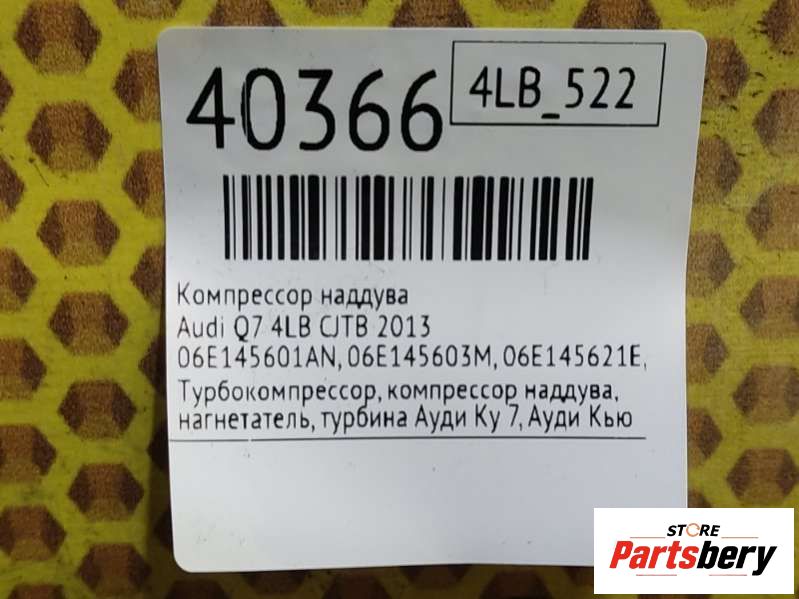 40366
4LB_522
Компрессор наддува
Audi Q7 4LB CJTB 2013
06E145601AN, 06E145603M, 06E145621E,
Турбокомпрессор, компрессор наддува,
нагнетатель, турбина Ауди Ку 7, Ауди Кью
STORE
Partsbery